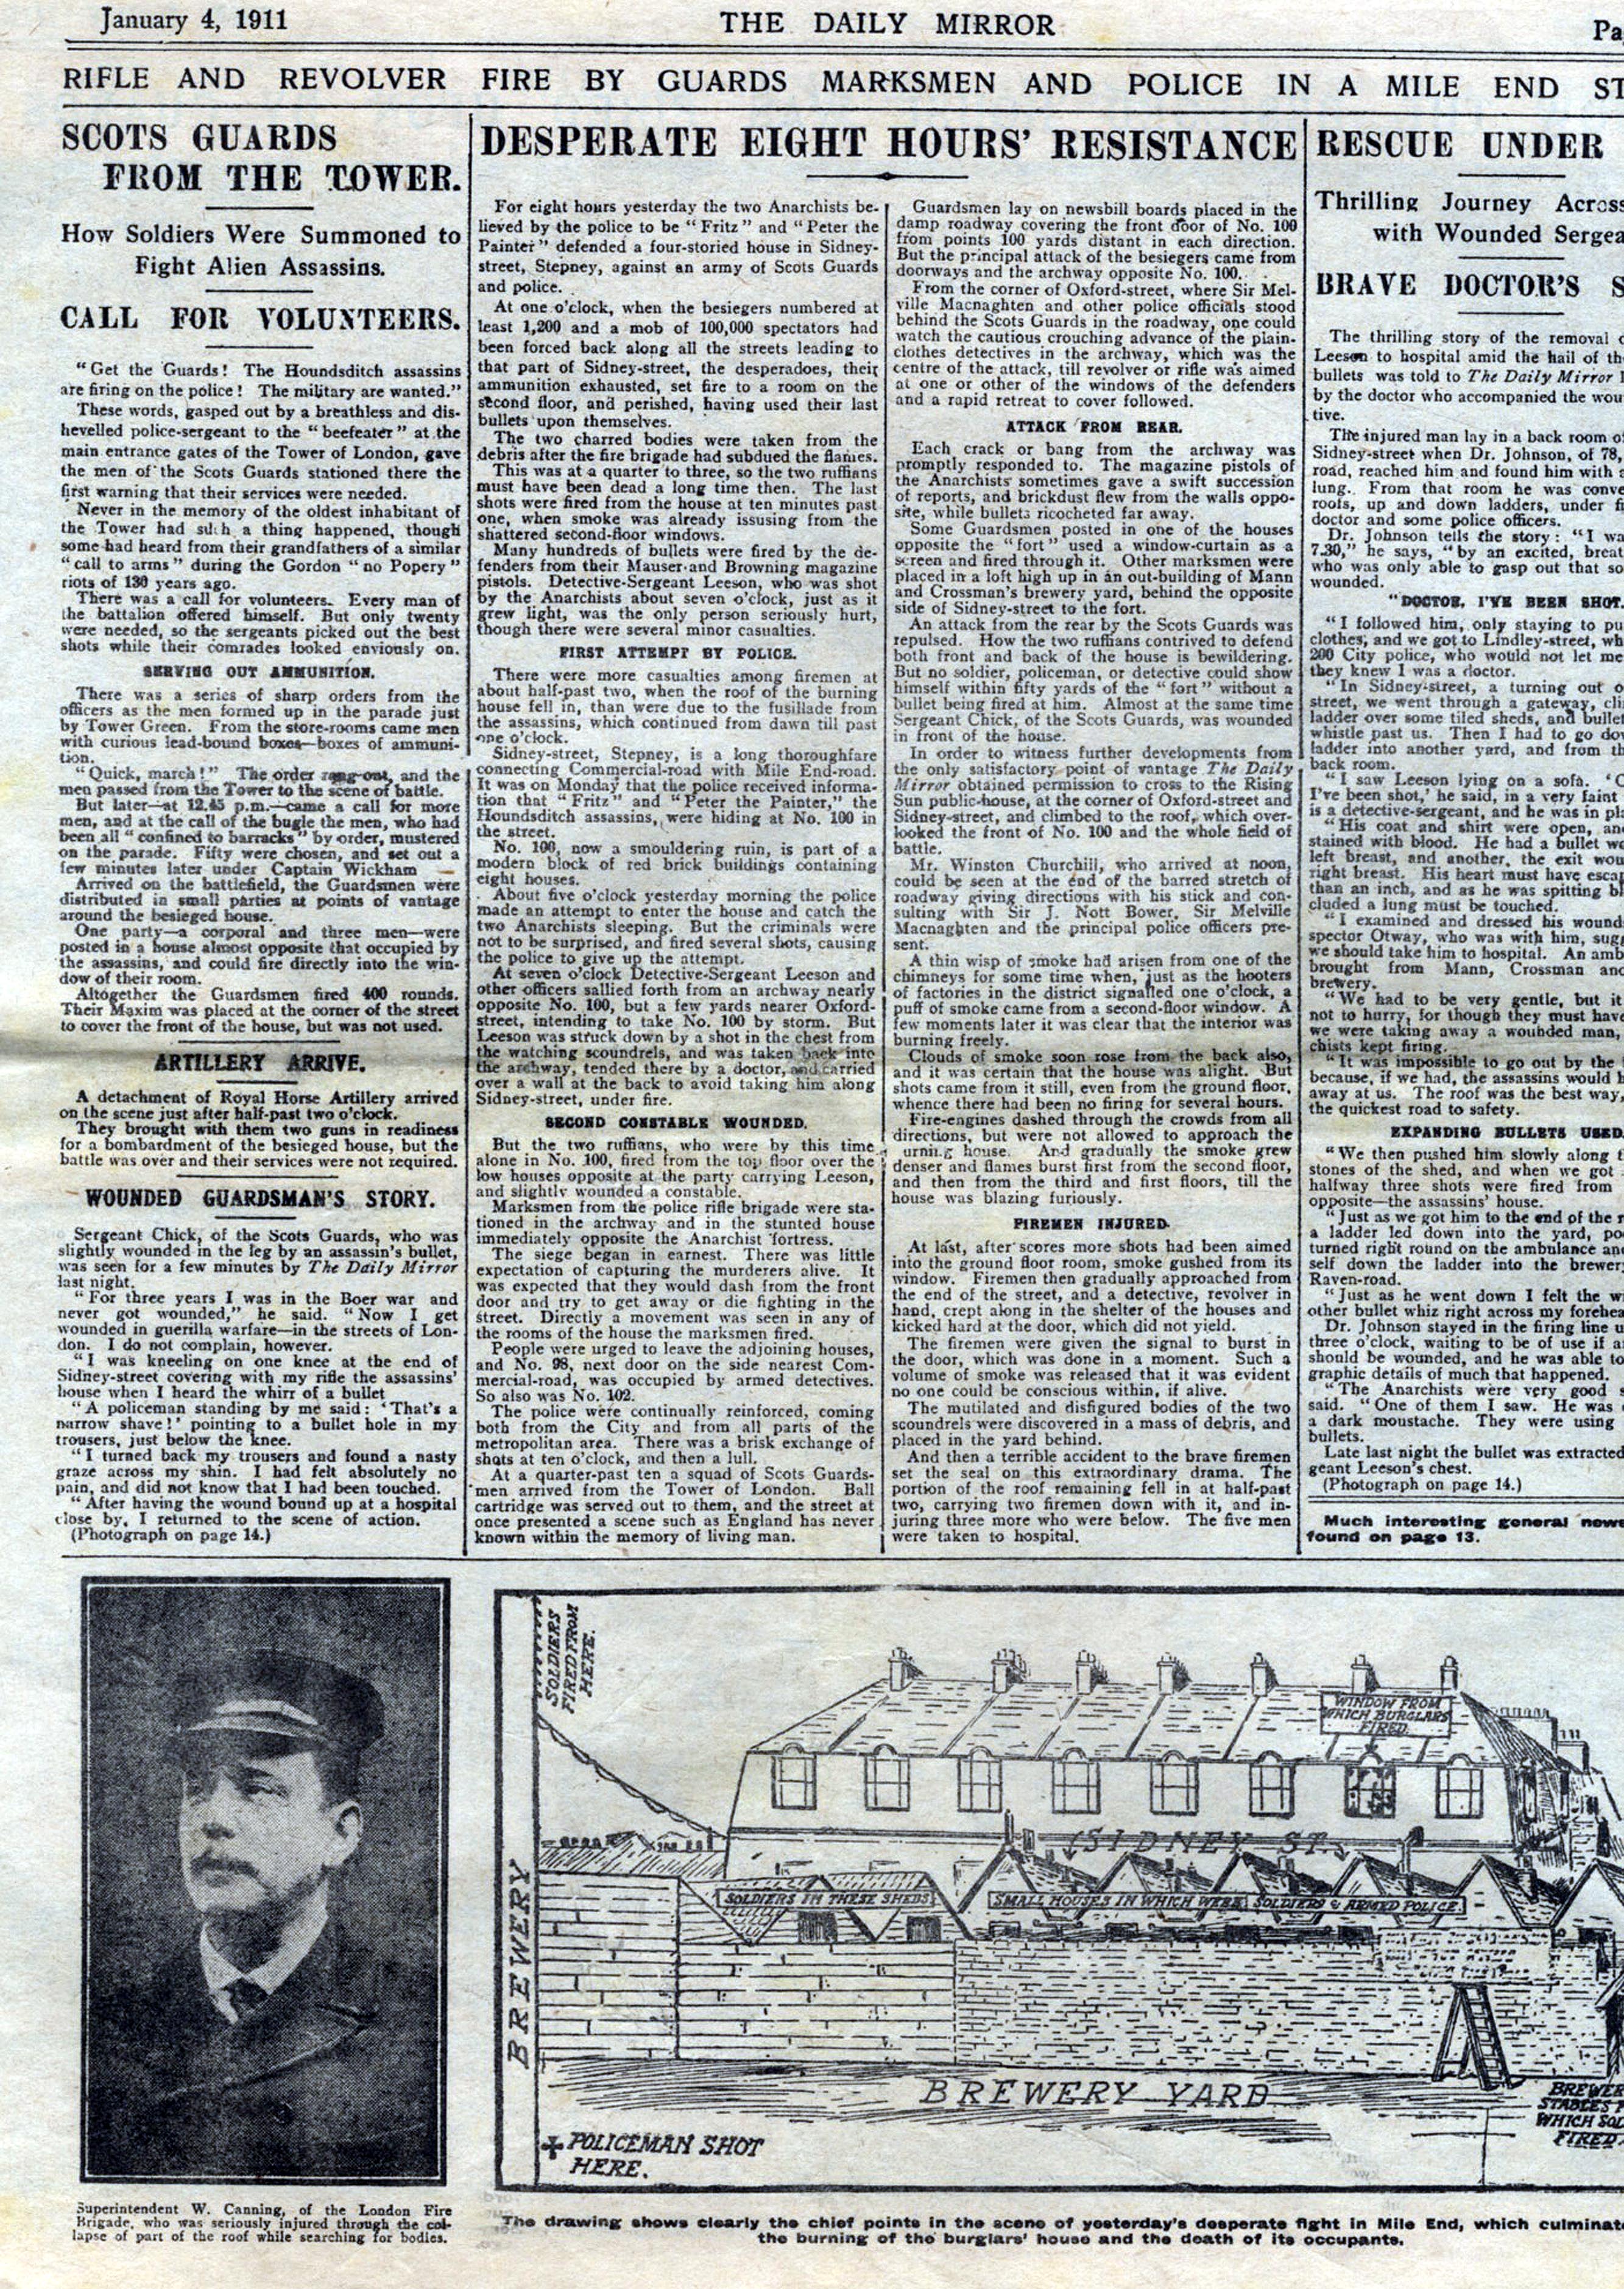 January 4, 1911
THE DAILY MIRROR
RIFLE AND REVOLVER FIRE BY GUARDS MARKSMEN AND POLICE IN A MILE END
SCOTS GUARDS
FROM THE TOWER.
How Soldiers Were Summoned to
Fight Alien Assassins.
CALL FOR VOLUNTEERS.
"Get the Guards! The Houndsditch assassins
are firing on the police! The military are wanted."
These words, gasped out by a breathless and dis-
hevelled police-sergeant to the "beefeater" at the
main entrance gates of the Tower of London, gave
the men of the Scots Guards stationed there the
first warning that their services were needed.
Never in the memory of the oldest inhabitant of
the Tower had such a thing happened, though
some had heard from their grandfathers of a similar
"call to arms" during the Gordon "no Popery"
riots of 130 years ago.
There was a call for volunteers. Every man of
the battalion offered himself. But only twenty
were needed, so the sergeants picked out the best
shots while their comrades looked enviously on.
SERVING OUT AMMUNITION.
There was a series of sharp orders from the
officers as the men formed up in the parade just
by Tower Green. From the store-rooms came men
with curious lead-bound boxes—boxes of ammuni-
tion.
"Quick, march!" The order rang out, and the
men passed from the Tower to the scene of battle.
But later—at 12.45 p.m.—came a call for more
men, and at the call of the bugle the men, who had
been all "confined to barracks" by order, mustered
on the parade. Fifty were chosen, and set out a
few minutes later under Captain Wickham
Arrived on the battlefield, the Guardsmen were
distributed in small parties at points of vantage
around the besieged house.
One party—a corporal and three men—were
posted in a house almost opposite that occupied by
the assassins, and could fire directly into the win-
dow of their room.
Altogether the Guardsmen fired 400 rounds.
Their Maxim was placed at the corner of the street
to cover the front of the house, but was not used.
ARTILLERY ARRIVE.
A detachment of Royal Horse Artillery arrived
on the scene just after half-past two o'clock.
They brought with them two guns in readiness
for a bombardment of the besieged house, but the
battle was over and their services were not required.
WOUNDED GUARDSMAN'S STORY.
Sergeant Chick, of the Scots Guards, who was
slightly wounded in the leg by an assassin's bullet,
was seen for a few minutes by The Daily Mirror
last night.
"For three years I was in the Boer war and
never got wounded," he said. "Now I get
wounded in guerilla warfare—in the streets of Lon-
don. I do not complain, however.
"I was kneeling on one knee at the end of
Sidney-street covering with my rifle the assassins'
house when I heard the whirr of a bullet
"A policeman standing by me said: 'That's a
narrow shave!' pointing to a bullet hole in my
trousers, just below the knee.
"I turned back my trousers and found a nasty
graze across my shin. I had felt absolutely no
pain, and did not know that I had been touched.
"After having the wound bound up at a hospital
close by, I returned to the scene of action.
(Photograph on page 14.)
DESPERATE EIGHT HOURS' RESISTANCE
For eight hours yesterday the two Anarchists be-
lieved by the police to be "Fritz" and "Peter the
Painter" defended a four-storied house in Sidney-
street, Stepney, against an army of Scots Guards
and police.
At one o'clock, when the besiegers numbered at
least 1,200 and a mob of 100,000 spectators had
been forced back along all the streets leading to
that part of Sidney-street, the desperadoes, their
ammunition exhausted, set fire to a room on the
second floor, and perished, having used their last
bullets upon themselves.
The two charred bodies were taken from the
debris after the fire brigade had subdued the flames.
This was at a quarter to three, so the two ruffians
must have been dead a long time then. The last
shots were fired from the house at ten minutes past
one, when smoke was already issusing from the
shattered second-floor windows.
Many hundreds of bullets were fired by the de-
fenders from their Mauser and Browning magazine
pistols. Detective-Sergeant Leeson, who was shot
by the Anarchists about seven o'clock, just as it
grew light, was the only person seriously hurt,
though there were several minor casualties.
FIRST ATTEMPT BY POLICE.
There were more casualties among firemen at
about half-past two, when the roof of the burning
house fell in, than were due to the fusillade from
the assassins, which continued from dawn till past
one o'clock.
Sidney-street, Stepney, is a long thoroughfare
connecting Commercial-road with Mile End-road.
It was on Monday that the police received informa-
tion that "Fritz" and "Peter the Painter," the
Houndsditch assassins, were hiding at No. 100 in
the street.
No. 100, now a smouldering ruin, is part of a
modern block of red brick buildings containing
eight houses.
About five o'clock yesterday morning the police
made an attempt to enter the house and catch the
two Anarchists sleeping. But the criminals were
not to be surprised, and fired several shots, causing
the police to give up the attempt.
At seven o'clock Detective-Sergeant Leeson and
other officers sallied forth from an archway nearly
opposite No. 100, but a few yards nearer Oxford-
street, intending to take No. 100 by storm. But
Leeson was struck down by a shot in the chest from
the watching scoundrels, and was taken back into
the archway, tended there by a doctor, and carried
over a wall at the back to avoid taking him along
Sidney-street, under fire.
SECOND CONSTABLE WOUNDED.
But the two ruffians, who were by this time
alone in No. 100, fired from the top floor over the
low houses opposite at the party carrying Leeson,
and slightly wounded a constable.
Marksmen from the police rifle brigade were sta-
tioned in the archway and in the stunted house
immediately opposite the Anarchist fortress.
The siege began in earnest. There was little
expectation of capturing the murderers alive. It
was expected that they would dash from the front
door and try to get away or die fighting in the
street. Directly a movement was seen in any of
the rooms of the house the marksmen fired.
People were urged to leave the adjoining houses,
and No. 98, next door on the side nearest Com-
mercial-road, was occupied by armed detectives.
So also was No. 102.
The police were continually reinforced, coming
both from the City and from all parts of the
metropolitan area. There was a brisk exchange of
shots at ten o'clock, and then a lull.
At a quarter-past ten a squad of Scots Guards-
men arrived from the Tower of London. Ball
cartridge was served out to them, and the street at
once presented a scene such as England has never
known within the memory of living man.
Guardsmen lay on newsbill boards placed in the
damp roadway covering the front door of No. 100
from points 100 yards distant in each direction.
But the principal attack of the besiegers came from
doorways and the archway opposite No. 100.
From the corner of Oxford-street, where Sir Mel-
ville Macnaghten and other police officials stood
behind the Scots Guards in the roadway, one could
watch the cautious crouching advance of the plain-
clothes detectives in the archway, which was the
centre of the attack, till revolver or rifle was aimed
at one or other of the windows of the defenders
and a rapid retreat to cover followed.
ATTACK FROM REAR.
Each crack or bang from the archway was
promptly responded to. The magazine pistols of
the Anarchists sometimes gave a swift succession
of reports, and brickdust flew from the walls oppo-
site, while bullets ricocheted far away.
Some Guardsmen posted in one of the houses
opposite the "fort" used a window-curtain as a
screen and fired through it. Other marksmen were
placed in a loft high up in an out-building of Mann
and Crossman's brewery yard, behind the opposite
side of Sidney-street to the fort.
An attack from the rear by the Scots Guards was
repulsed. How the two ruffians contrived to defend
both front and back of the house is bewildering.
But no soldier, policeman, or detective could show
himself within fifty yards of the "fort" without a
bullet being fired at him. Almost at the same time
Sergeant Chick, of the Scots Guards, was wounded
in front of the house.
In order to witness further developments from
the only satisfactory point of vantage The Daily
Mirror obtained permission to cross to the Rising
Sun public-house, at the corner of Oxford-street and
Sidney-street, and climbed to the roof, which over-
looked the front of No. 100 and the whole field of
battle.
Mr. Winston Churchill, who arrived at noon,
could be seen at the end of the barred stretch of
roadway giving directions with his stick and con-
sulting with Sir J. Nott Bower, Sir Melville
Macnaghten and the principal police officers pre-
sent.
A thin wisp of smoke had arisen from one of the
chimneys for some time when, just as the hooters
of factories in the district signalled one o'clock, a
puff of smoke came from a second-floor window. A
few moments later it was clear that the interior was
burning freely.
Clouds of smoke soon rose from the back also,
and it was certain that the house was alight. But
shots came from it still, even from the ground floor,
whence there had been no firing for several hours.
Fire-engines dashed through the crowds from all
directions, but were not allowed to approach the
urning house. And gradually the smoke grew
denser and flames burst first from the second floor,
and then from the third and first floors, till the
house was blazing furiously.
FIREMEN INJURED.
At last, after scores more shots had been aimed
into the ground floor room, smoke gushed from its
window. Firemen then gradually approached from
the end of the street, and a detective, revolver in
hand, crept along in the shelter of the houses and
kicked hard at the door, which did not yield.
The firemen were given the signal to burst in
the door, which was done in a moment. Such a
volume of smoke was released that it was evident
no one could be conscious within, if alive.
The mutilated and disfigured bodies of the two
scoundrels were discovered in a mass of debris, and
placed in the yard behind.
And then a terrible accident to the brave firemen
set the seal on this extraordinary drama. The
portion of the roof remaining fell in at half-past
two, carrying two firemen down with it, and in-
juring three more who were below. The five men
were taken to hospital.
RESCUE UNDER
Thrilling Journey Across
with Wounded Sergea
BRAVE DOCTOR'S S
The thrilling story of the removal
Leeson to hospital amid the hail of th
bullets was told to The Daily Mirror
by the doctor who accompanied the wou
tive.
The injured man lay in a back room o
Sidney-street when Dr. Johnson, of 78,
road, reached him and found him with a
lung. From that room he was conve
roofs, up and down ladders, under fi
doctor and some police officers.
Dr. Johnson tells the story: "I wa
7.30," he says, "by an excited, breat
who was only able to gasp out that so
wounded.
"DOCTOR, I'VE BEEN SHOT.
"I followed him, only staying to pu
clothes, and we got to Lindley-street, wh
200 City police, who would not let me
they knew I was a doctor.
"In Sidney-street, a turning out o
street, we went through a gateway, cli
ladder over some tiled sheds, and bullet
whistle past us. Then I had to go dow
ladder into another yard, and from th
back room.
"I saw Leeson lying on a sofa.
I've been shot,' he said, in a very faint
is a detective-sergeant, and he was in pla
"His coat and shirt were open, an
stained with blood. He had a bullet wo
left breast, and another, the exit wou
right breast. His heart must have escap
than an inch, and as he was spitting bl
cluded a lung must be touched.
"I examined and dressed his wound
spector Otway, who was with him, sugg
we should take him to hospital. An amb
brought from Mann, Crossman and
brewery.
"We had to be very gentle, but it
not to hurry, for though they must have
we were taking away a wounded man,
chists kept firing.
"It was impossible to go out by the
because, if we had, the assassins would h
away at us. The roof was the best way,
the quickest road to safety.
EXPANDING BULLETS USED.
"We then pushed him slowly along t
stones of the shed, and when we got
halfway three shots were fired from
opposite—the assassins' house.
"Just as we got him to the end of the r
a ladder led down into the yard, po
turned right round on the ambulance an
self down the ladder into the brewery
Raven-road.
"Just as he went down I felt the wi
other bullet whiz right across my forehea
Dr. Johnson stayed in the firing line u
three o'clock, waiting to be of use if a
should be wounded, and he was able to
graphic details of much that happened.
"The Anarchists were very good s
said. "One of them I saw. He was
a dark moustache. They were using
bullets.
Late last night the bullet was extracted
geant Leeson's chest.
(Photograph on page 14.)
Much interesting general news
found on page 13.
Superintendent W. Canning, of the London Fire
Brigade, who was seriously injured through the col-
lapse of part of the roof while searching for bodies.
SOLDIERS
FIRED FROM
HERE.
WINDOW FROM
WHICH BURGLARS
FIRED.
SIDNEY ST.
SOLDIERS IN THESE SHEDS
SMALL HOUSES IN WHICH WERE SOLDIERS & ARMED POLICE.
BREWERY
BREWERY YARD
BREWER
STABLES F
WHICH SOL
FIRED
POLICEMAN SHOT
HERE.
The drawing shows clearly the chief points in the scene of yesterday's desperate fight in Mile End, which culminate
the burning of the burglars' house and the death of its occupants.